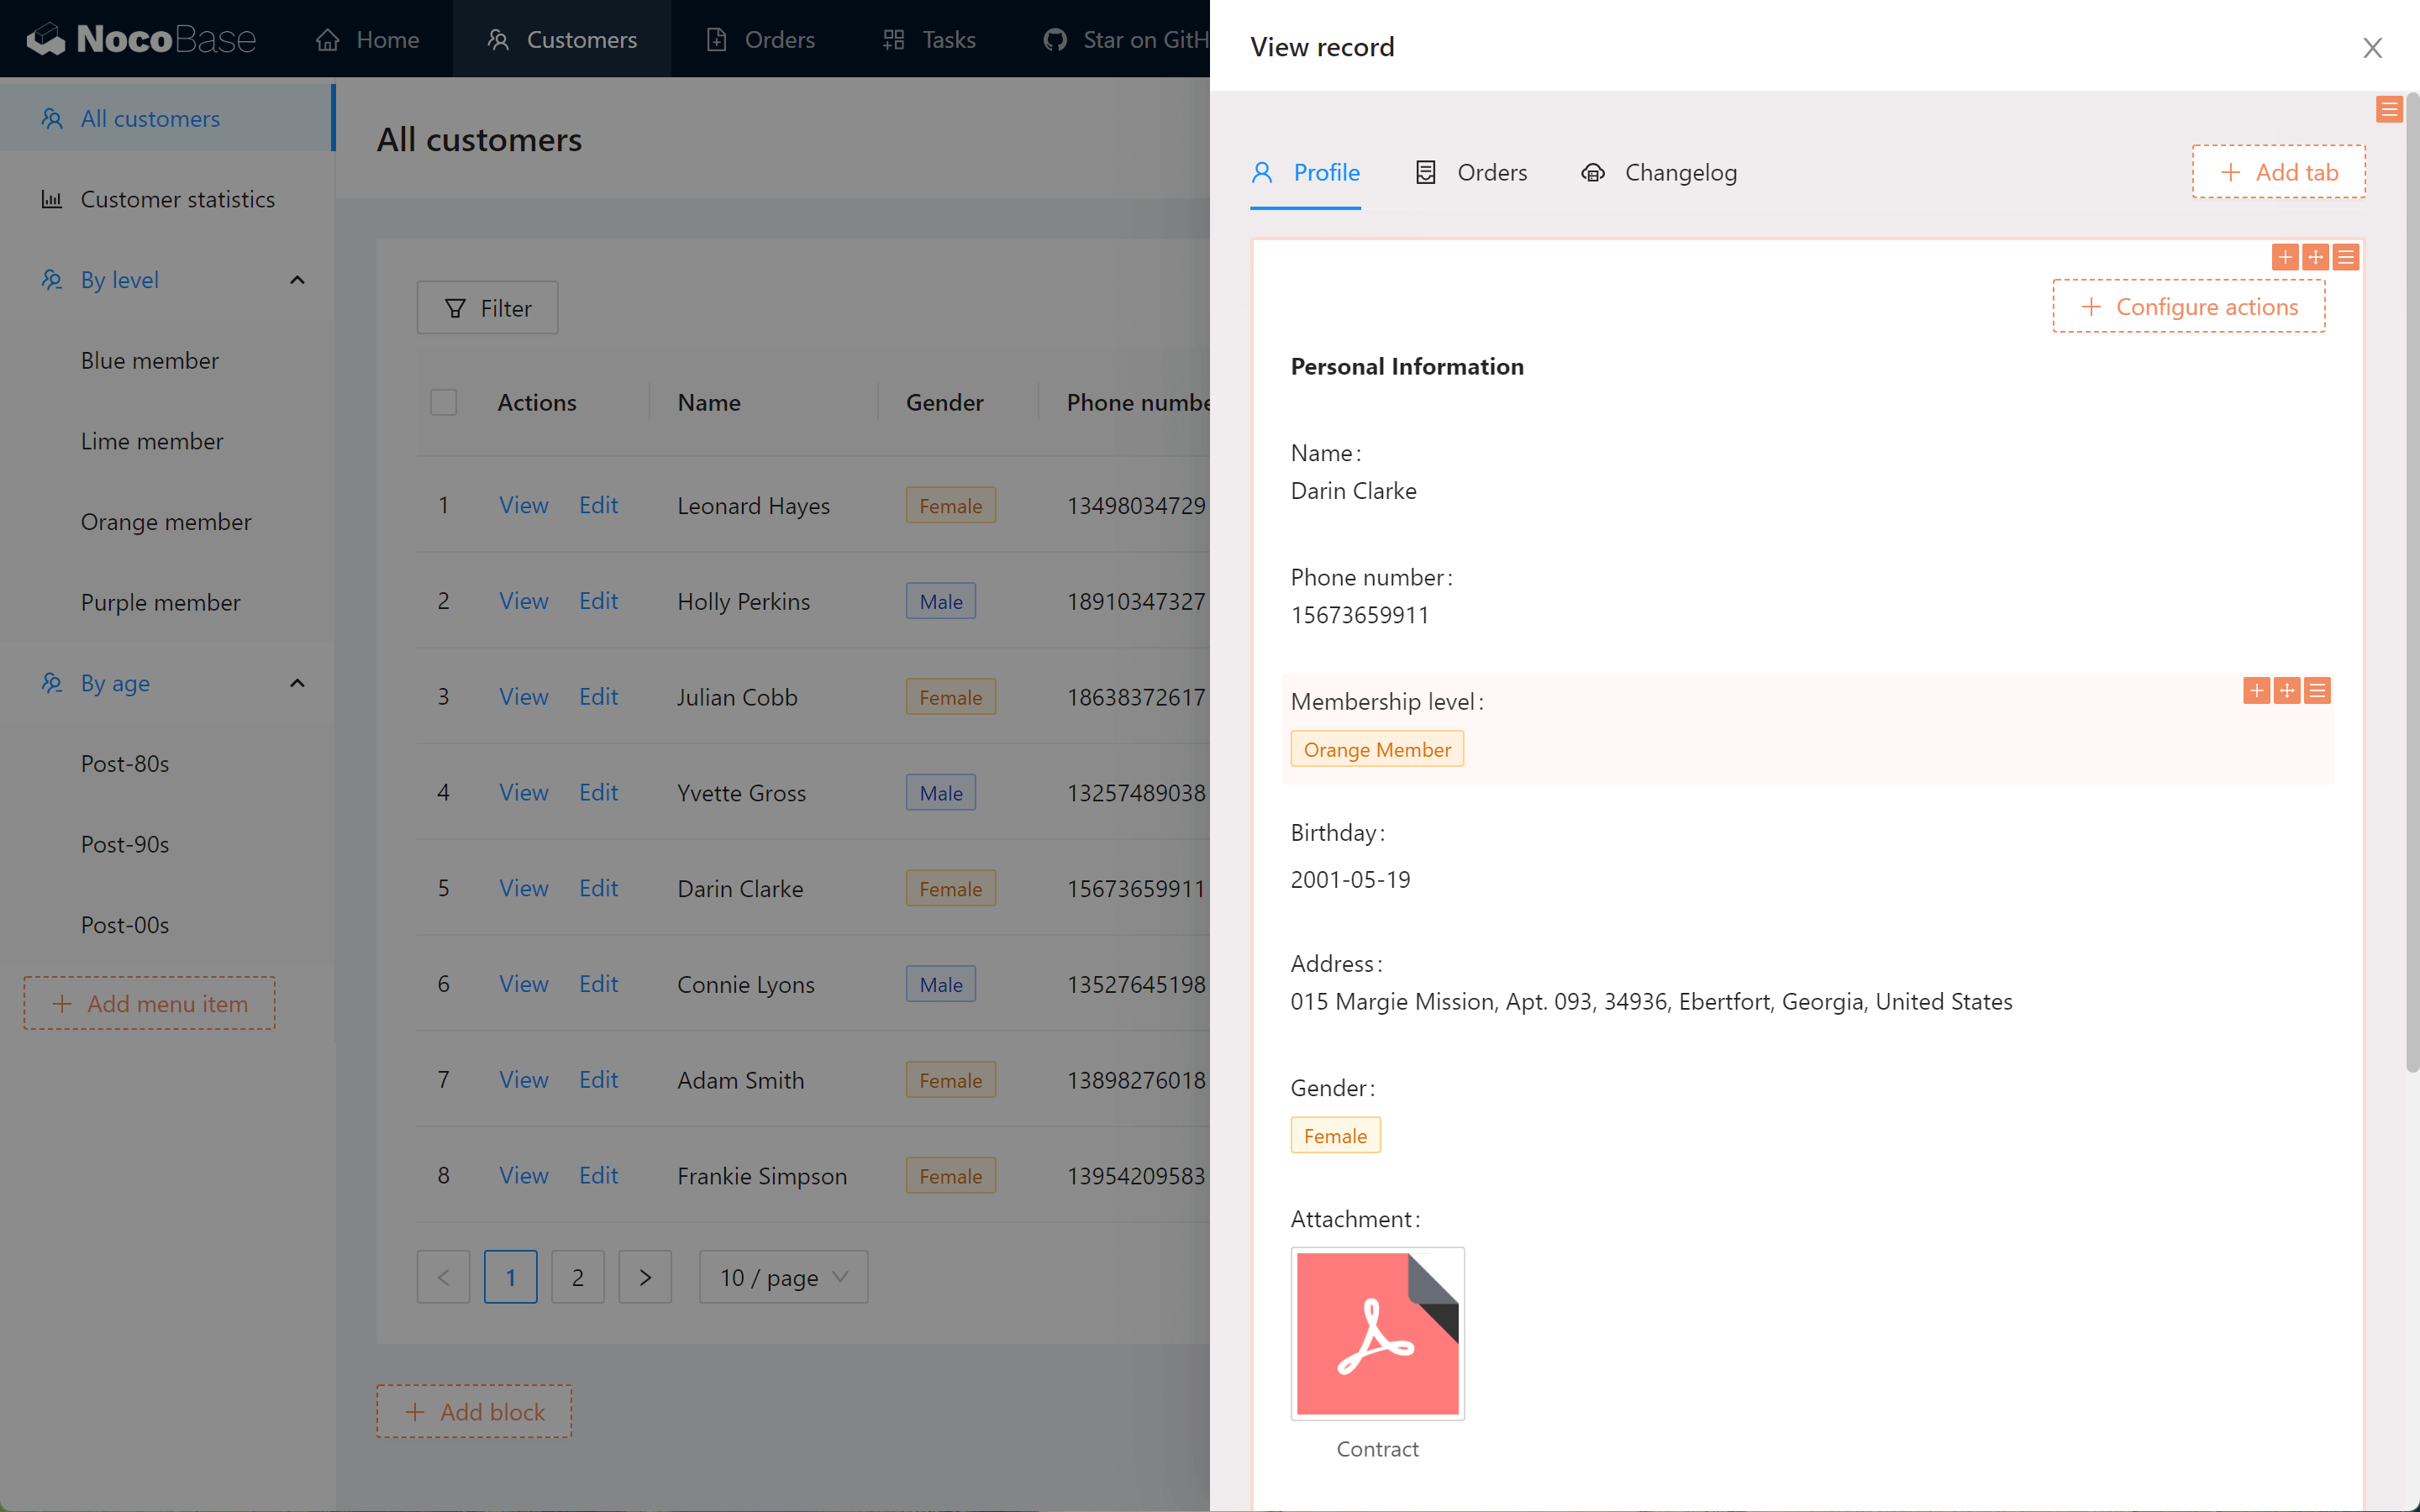 NocoBase
Home
Customers
Orders
Tasks
Star on GitH
All customers
Customer statistics
By level
Blue member
Lime member
Orange member
Purple member
By age
Post-80s
Post-90s
Post-00s
Add menu item
All customers
Filter
Actions Name Gender Phone numbe
1 View Edit Leonard Hayes Female 13498034729
2 View Edit Holly Perkins Male 18910347327
3 View Edit Julian Cobb Female 18638372617
4 View Edit Yvette Gross Male 13257489038
5 View Edit Darin Clarke Female 15673659911
6 View Edit Connie Lyons Male 13527645198
7 View Edit Adam Smith Female 13898276018
8 View Edit Frankie Simpson Female 13954209583
< 1 2 > 10 / page
Add block
View record
Profile Orders Changelog Add tab
Configure actions
Personal Information
Name:
Darin Clarke
Phone number:
15673659911
Membership level:
Orange Member
Birthday:
2001-05-19
Address:
015 Margie Mission, Apt. 093, 34936, Ebertfort, Georgia, United States
Gender:
Female
Attachment:
Contract